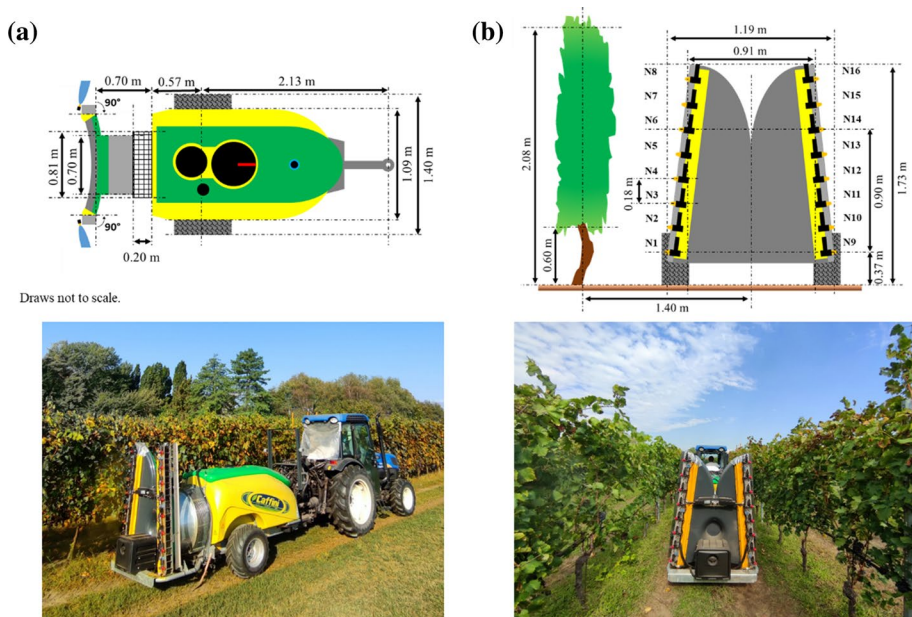 (a)
0.70 m
0.57 m
2.13 m
90°
0.81 m
0.70 m
1.09 m
1.40 m
90°
0.20 m
Draws not to scale.
(b)
1.19 m
0.91 m
N8
N16
N7
N15
N6
N14
N5
N13
N4
N12
N3
N11
N2
N10
N1
N9
2.08 m
0.60 m
0.18 m
0.90 m
1.73 m
0.37 m
1.40 m
Caffini